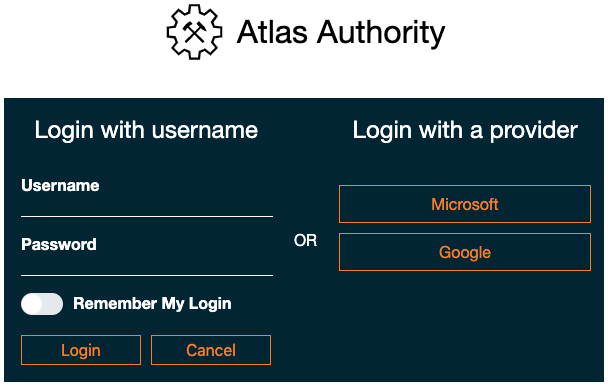 Atlas Authority
Login with username
Username
Password
Remember My Login
Login
Cancel
OR
Login with a provider
Microsoft
Google